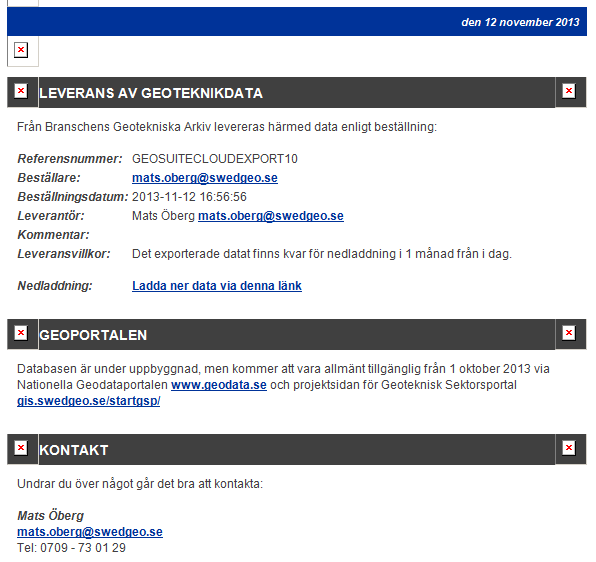 den 12 november 2013
LEVERANS AV GEOTEKNIKDATA
Från Branschens Geotekniska Arkiv levereras härmed data enligt beställning:
Referensnummer: GEOSUITECLOUDEXPORT10
Beställare: mats.oberg@swedgeo.se
Beställningsdatum: 2013-11-12 16:56:56
Leverantör: Mats Öberg mats.oberg@swedgeo.se
Kommentar:
Leveransvillkor: Det exporterade datat finns kvar för nedladdning i 1 månad från i dag.
Nedladdning: Ladda ner data via denna länk
GEOPORTALEN
Databasen är under uppbyggnad, men kommer att vara allmänt tillgänglig från 1 oktober 2013 via
Nationella Geodataportalen www.geodata.se och projektsidan för Geoteknisk Sektorsportal
gis.swedgeo.se/startgsp/
KONTAKT
Undrar du över något går det bra att kontakta:
Mats Öberg
mats.oberg@swedgeo.se
Tel: 0709 - 73 01 29